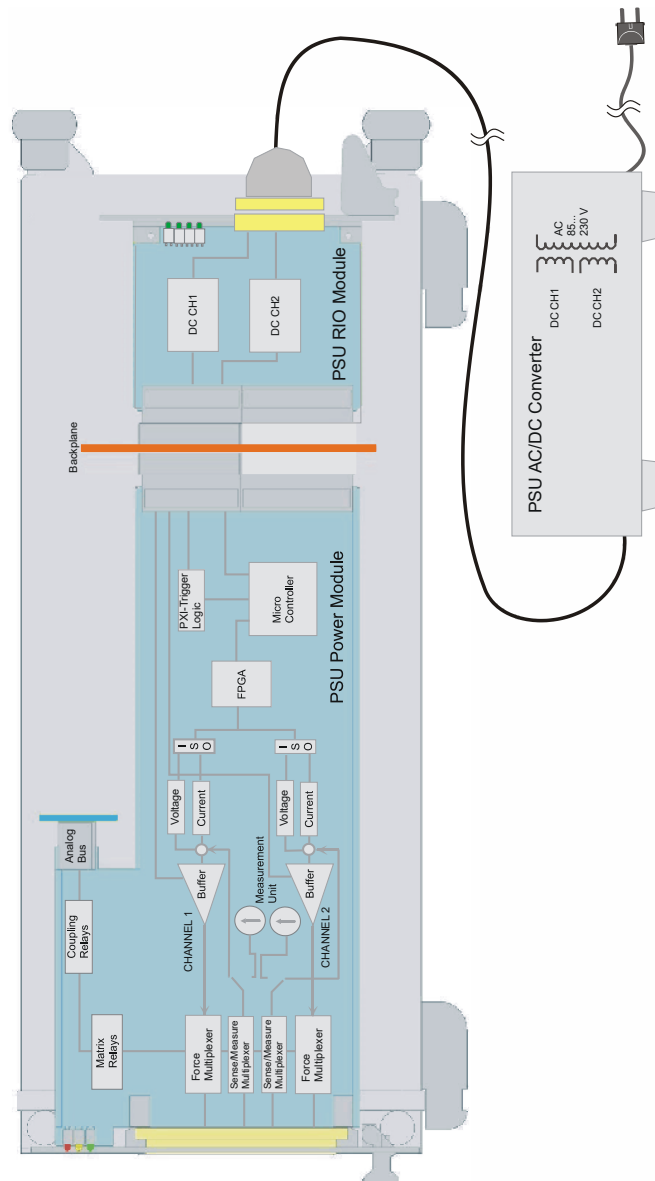 Analog
Bus
Coupling
Relays
Matrix
Relays
Backplane
Force
Multiplexer
Sense/Measure
Multiplexer
Sense/Measure
Multiplexer
Force
Multiplexer
CHANNEL 1
Buffer
Voltage
Current
I
S
O
Measurement
Unit
CHANNEL 2
Buffer
Voltage
Current
I
S
O
FPGA
PXI-Trigger
Logic
Micro
Controller
PSU Power Module
DC CH1
DC CH2
PSU RIO Module
AC
85...
230 V
DC CH1
DC CH2
PSU AC/DC Converter